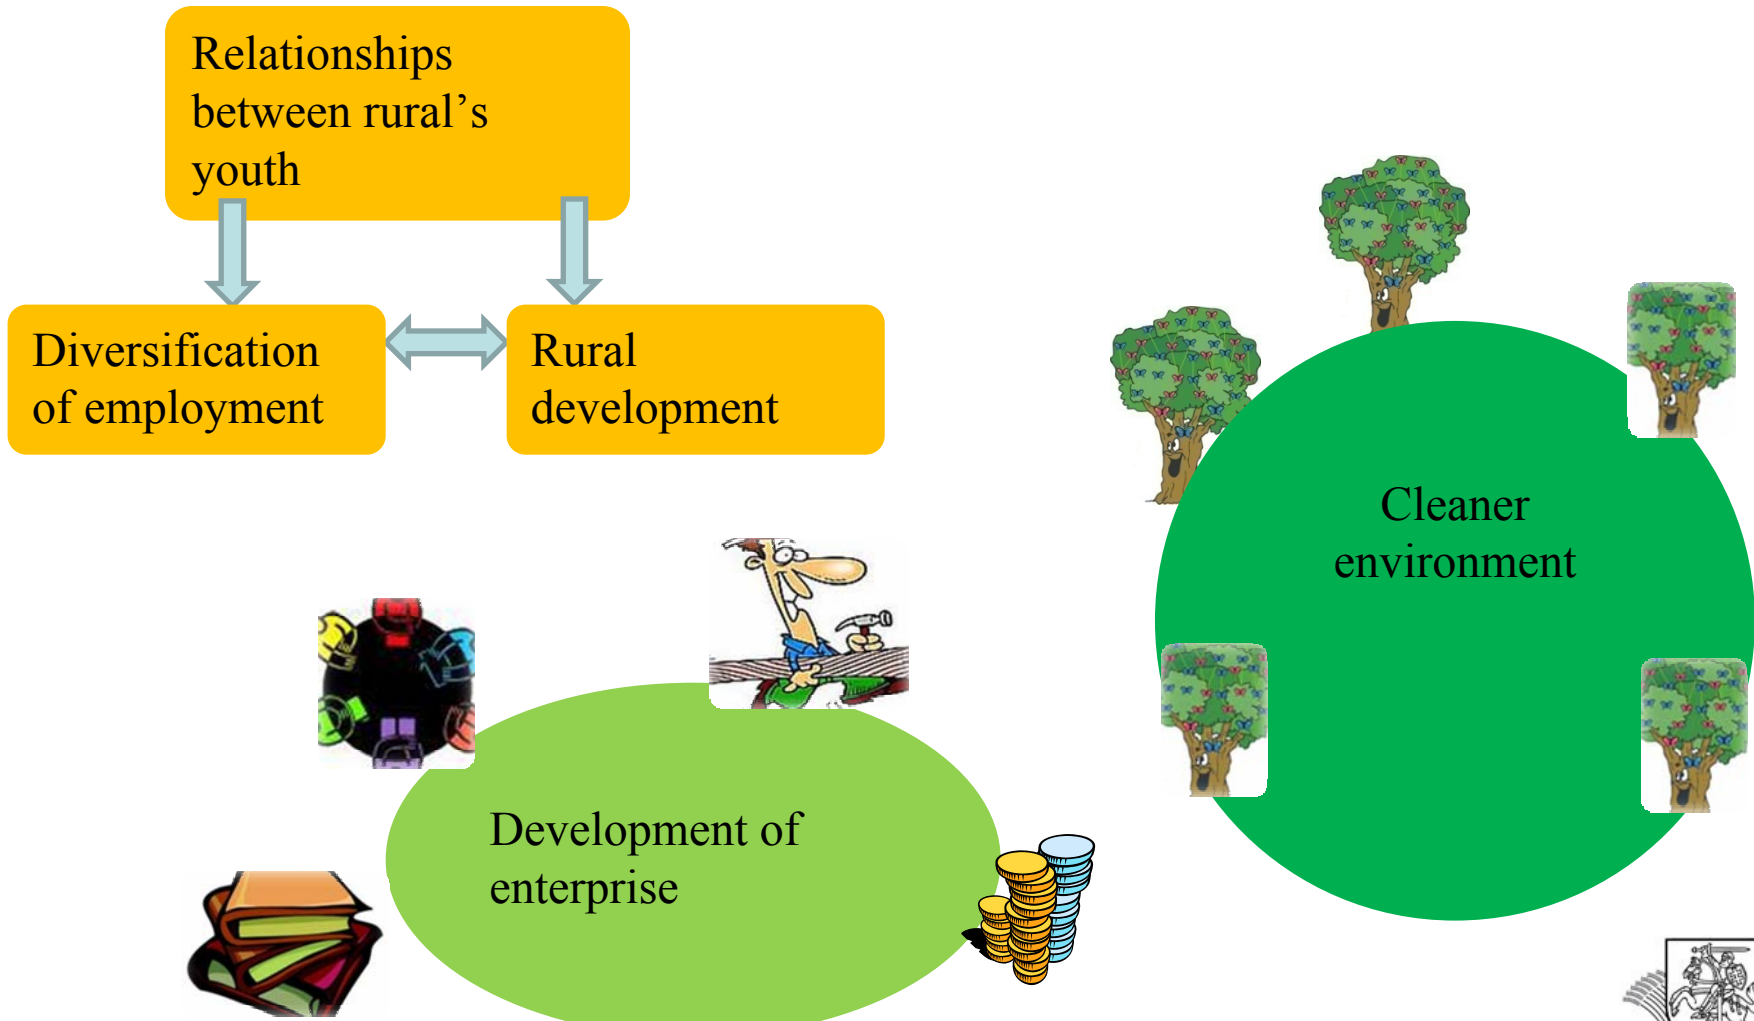 Relationships
between rural’s
youth
Diversification
of employment
Rural
development
Cleaner
environment
Development of
enterprise